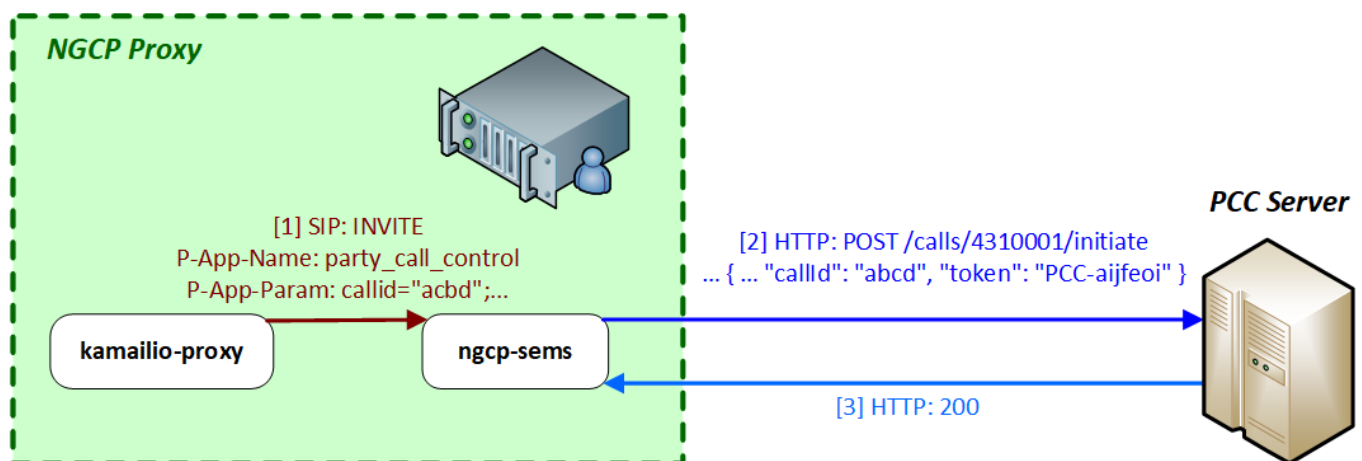 NGCP Proxy
[1] SIP: INVITE
P-App-Name: party_call_control
P-App-Param: callid="acbd";...
kamailio-proxy
ngcp-sems
PCC Server
[2] HTTP: POST /calls/4310001/initiate
... { ... "callId": "abcd", "token": "PCC-aijfeoi" }
[3] HTTP: 200